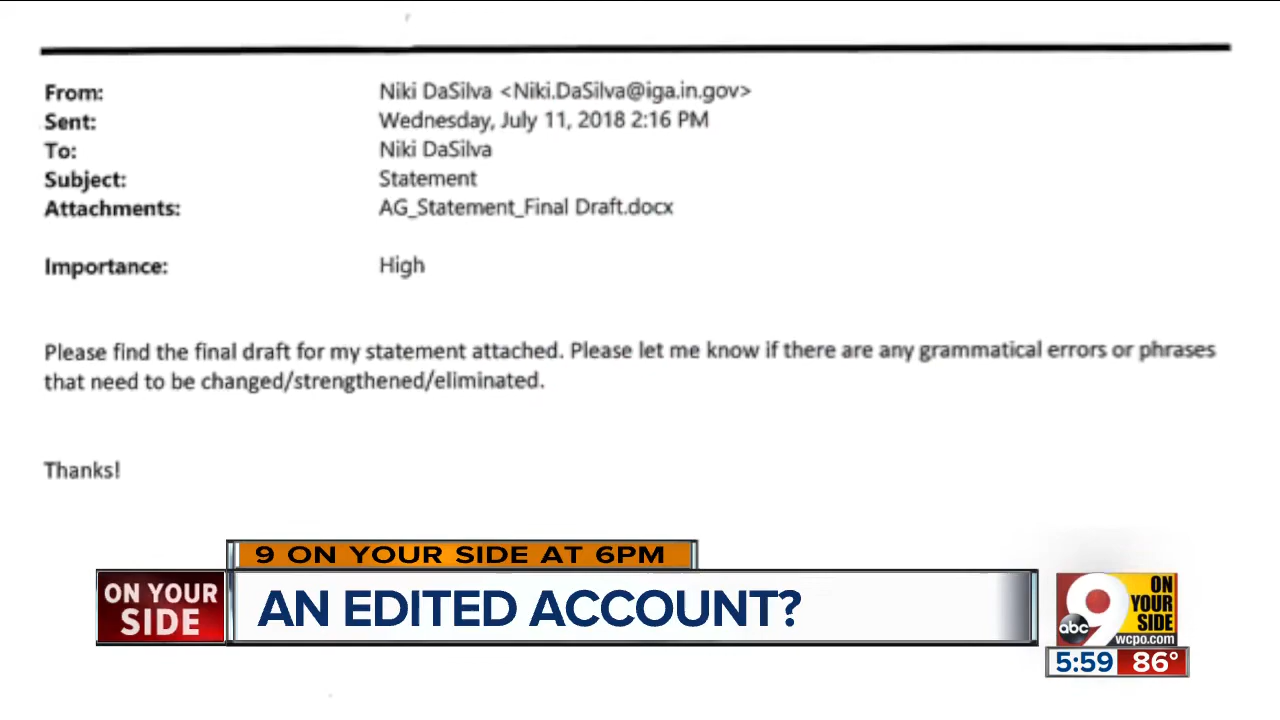 From: Niki DaSilva <Niki.DaSilva@iga.in.gov>
Sent: Wednesday, July 11, 2018 2:16 PM
To: Niki DaSilva
Subject: Statement
Attachments: AG_Statement_Final Draft.docx
Importance: High
Please find the final draft for my statement attached. Please let me know if there are any grammatical errors or phrases
that need to be changed/strengthened/eliminated.
Thanks!
9 ON YOUR SIDE AT 6PM
ON YOUR
SIDE
AN EDITED ACCOUNT?
9
abc
ON
YOUR
SIDE
wcpo.com
5:59 86°